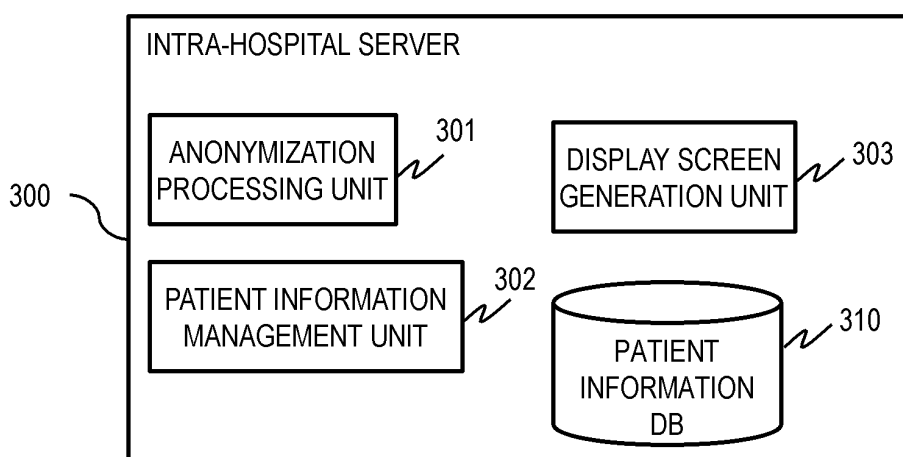 INTRA-HOSPITAL SERVER
301
ANONYMIZATION
PROCESSING UNIT
303
DISPLAY SCREEN
GENERATION UNIT
300
302
PATIENT INFORMATION
MANAGEMENT UNIT
310
PATIENT
INFORMATION
DB